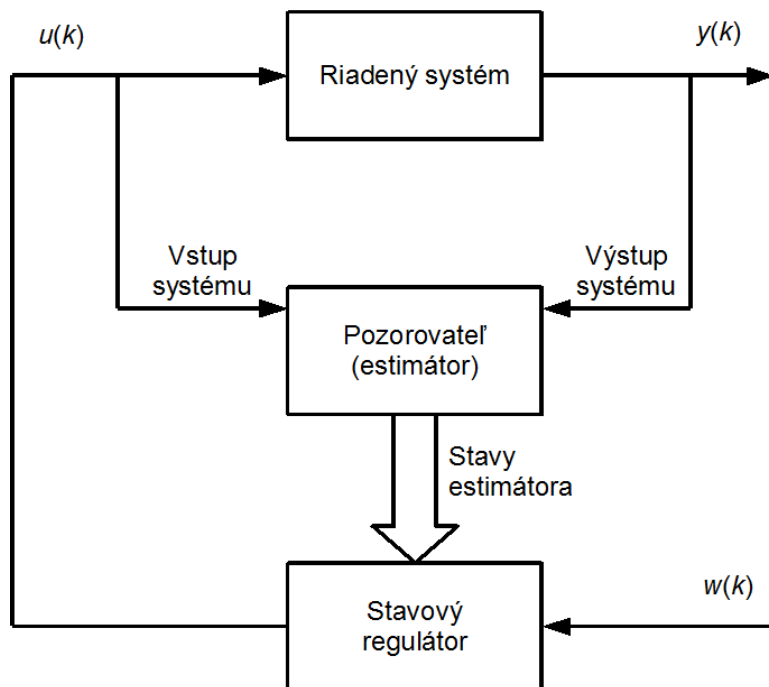 u(k)
Riadený systém
y(k)
Vstup
systému
Výstup
systému
Pozorovateľ
(estimátor)
Stavy
estimátora
Stavový
regulátor
w(k)